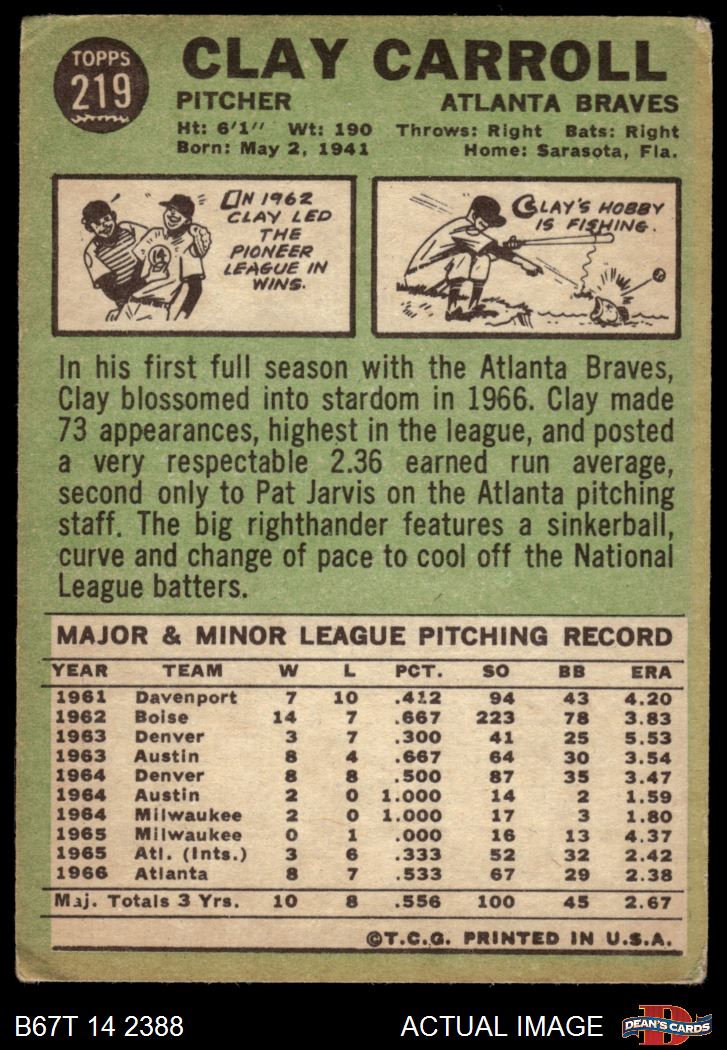 TOPPS
219
CLAY CARROLL
PITCHER ATLANTA BRAVES
Ht: 6'1" Wt: 190 Throws: Right Bats: Right
Born: May 2, 1941 Home: Sarasota, Fla.
IN 1962
CLAY LED
THE
PIONEER
LEAGUE IN
WINS.
14
CLAY'S HOBBY
IS FISHING.
In his first full season with the Atlanta Braves,
Clay blossomed into stardom in 1966. Clay made
73 appearances, highest in the league, and posted
a very respectable 2.36 earned run average,
second only to Pat Jarvis on the Atlanta pitching
staff. The big righthander features a sinkerball,
curve and change of pace to cool off the National
League batters.
MAJOR & MINOR LEAGUE PITCHING RECORD
YEAR TEAM W L PCT. SO BB ERA
1961 Davenport 7 10 .412 94 43 4.20
1962 Boise 14 7 .667 223 78 3.83
1963 Denver 3 7 .300 41 25 5.53
1963 Austin 8 4 .667 64 30 3.54
1964 Denver 8 8 .500 87 35 3.47
1964 Austin 2 0 1.000 14 2 1.59
1964 Milwaukee 2 0 1.000 17 3 1.80
1965 Milwaukee 0 1 .000 16 13 4.37
1965 Atl. (Ints.) 3 6 .333 52 32 2.42
1966 Atlanta 8 7 .533 67 29 2.38
Maj. Totals 3 Yrs. 10 8 .556 100 45 2.67
©T.C.G. PRINTED IN U.S.A.
B67T 14 2388 ACTUAL IMAGE
D
DEAN'S CARDS